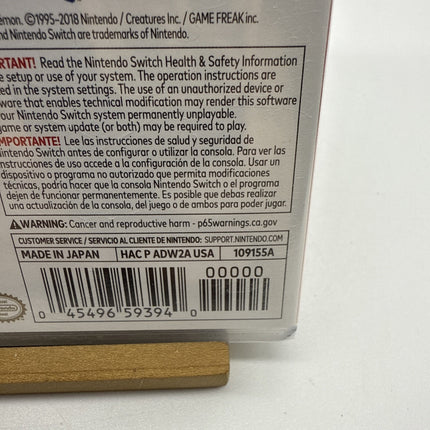 émon. ©1995-2018 Nintendo / Creatures Inc. / GAME FREAK inc.
nd Nintendo Switch are trademarks of Nintendo.
RTANT! Read the Nintendo Switch Health & Safety Information
e setup or use of your system. The operation instructions are
ed in the system settings. The use of an unauthorized device or
ware that enables technical modification may render this software
our Nintendo Switch system permanently unplayable.
game or system update (or both) may be required to play.
IMPORTANTE! Lee las instrucciones de salud y seguridad de
intendo Switch antes de configurar o utilizar la consola. Para ver las
nstrucciones de uso accede a la configuración de la consola. Usar un
dispositivo o programa no autorizado que permita modificaciones
técnicas, podría hacer que la consola Nintendo Switch o el programa
dejen de funcionar permanentemente. Es posible que debas realizar
una actualización de la consola, del juego o de ambos para poder jugar.
WARNING: Cancer and reproductive harm - p65warnings.ca.gov
CUSTOMER SERVICE / SERVICIO AL CLIENTE DE NINTENDO: SUPPORT.NINTENDO.COM
MADE IN JAPAN HAC P ADW2A USA 109155A
00000
0 45496 59394 0